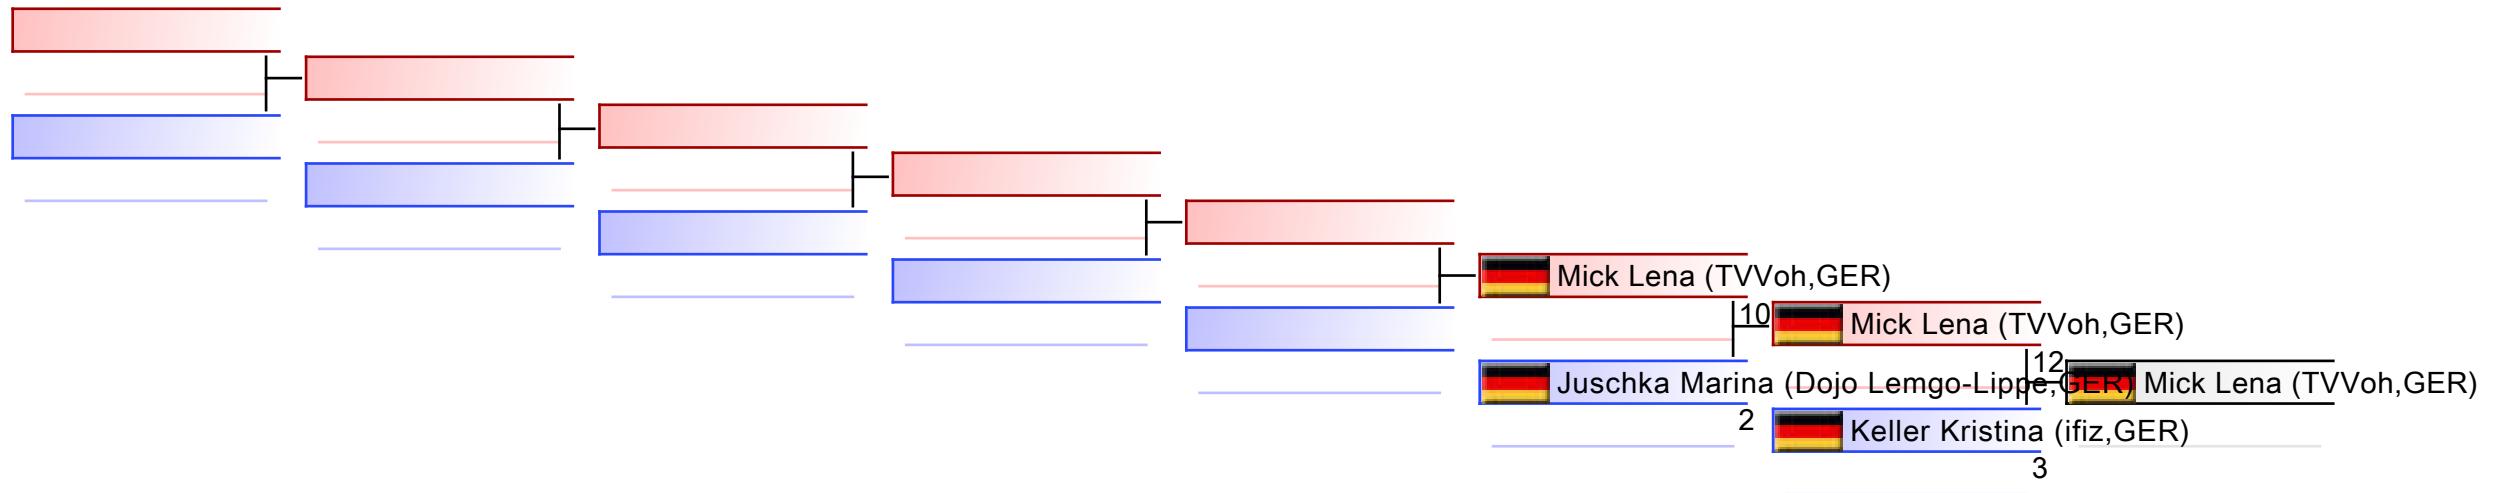 Mick Lena (TVVoh,GER)
10
Mick Lena (TVVoh,GER)
12
Juschka Marina (Dojo Lemgo-Lippe,GER)
Mick Lena (TVVoh,GER)
2
Keller Kristina (ifiz,GER)
3